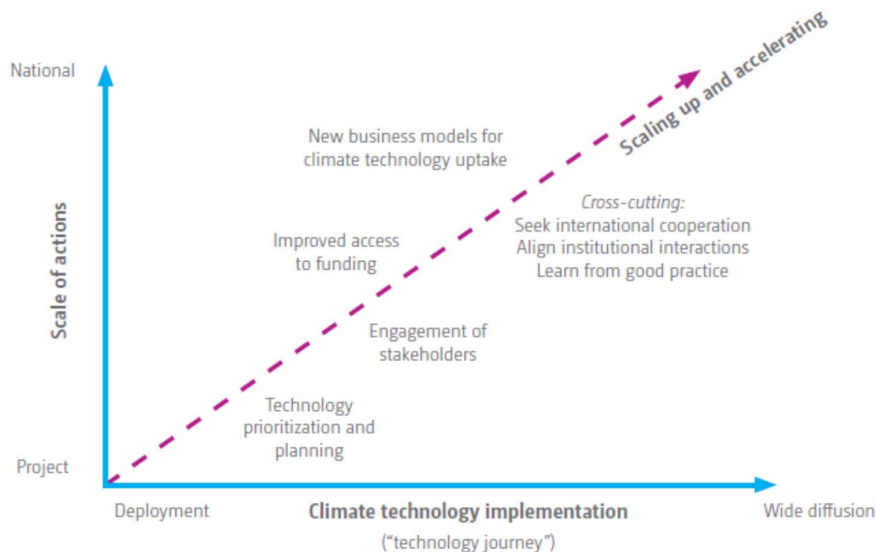 National
Scaling up and accelerating
New business models for
climate technology uptake
Cross-cutting:
Seek international cooperation
Align institutional interactions
Learn from good practice
Improved access
to funding
Scale of actions
Engagement of
stakeholders
Technology
prioritization and
planning
Project
Deployment
Climate technology implementation
Wide diffusion
("technology journey")